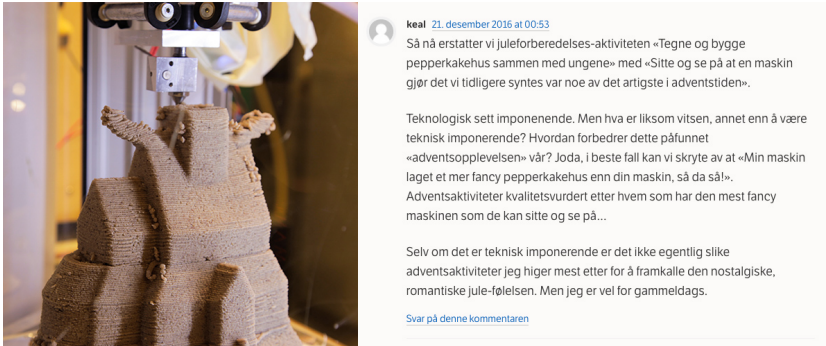 keal 21. desember 2016 at 00:53
Så nå erstatter vi juleforberedelses-aktiviteten «Tegne og bygge
pepperkakehus sammen med ungene» med «Sitte og se på at en maskin
gjør det vi tidligere syntes var noe av det artigste i adventstiden».
Teknologisk sett imponenende. Men hva er liksom vitsen, annet enn å være
teknisk imponerende? Hvordan forbedrer dette påfunnet
«adventsopplevelsen» vår? Joda, i beste fall kan vi skryte av at «Min maskin
laget et mer fancy pepperkakehus enn din maskin, så da så!».
Adventsaktiviteter kvalitetsvurdert etter hvem som har den mest fancy
maskinen som de kan sitte og se på...
Selv om det er teknisk imponerende er det ikke egentlig slike
adventsaktiviteter jeg higer mest etter for å framkalle den nostalgiske,
romantiske jule-følelsen. Men jeg er vel for gammeldags.
Svar på denne kommentaren